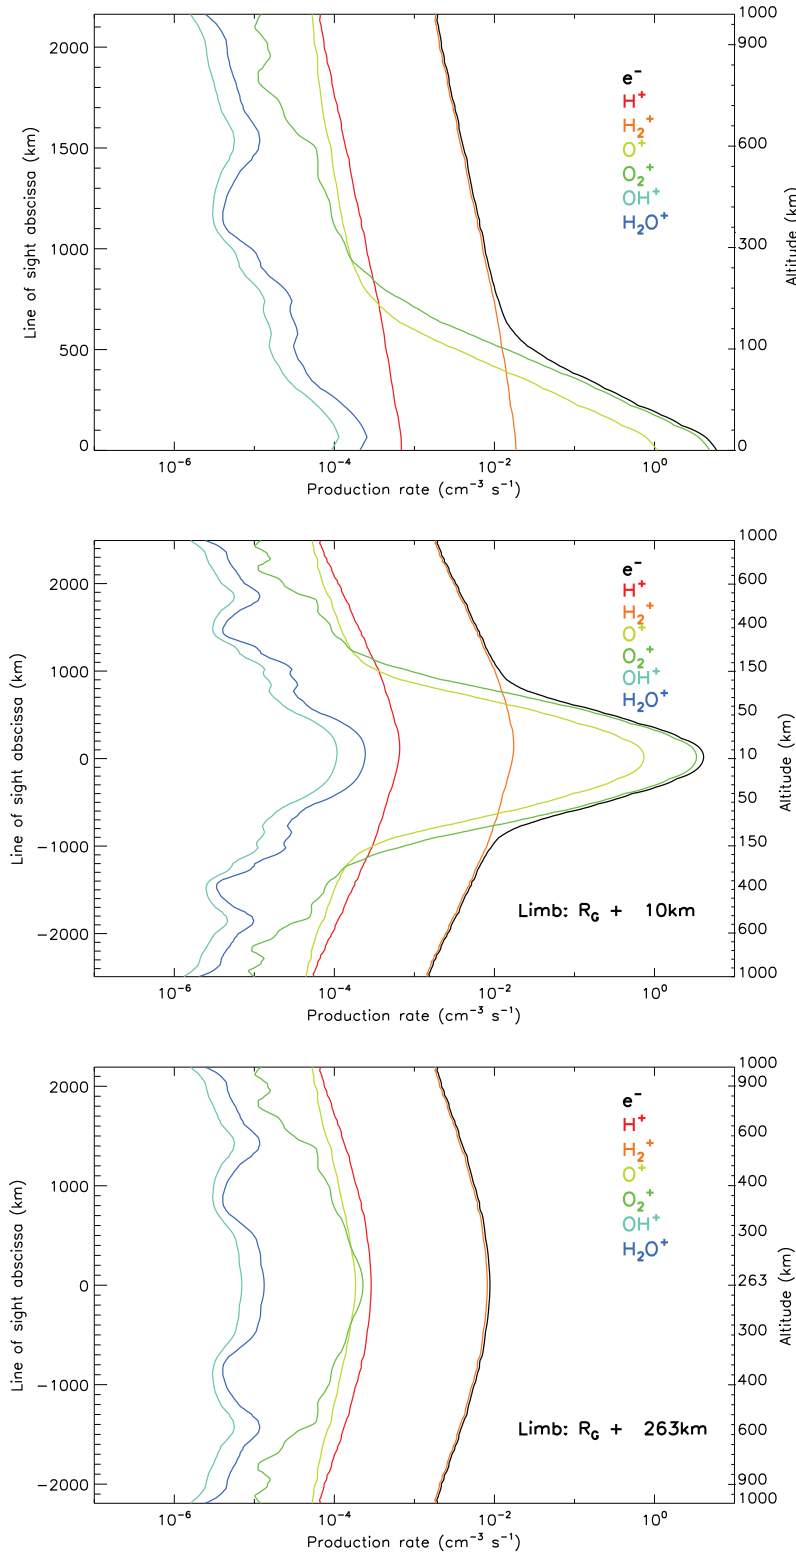 1000
2000
900
e⁻
H⁺
H₂⁺
1500
O⁺
600
O₂⁺
OH⁺
H₂O⁺
Line of sight abscissa (km)
Altitude (km)
1000
300
500
100
0
0
10⁻⁶
10⁻⁴
10⁻²
10⁰
Production rate (cm⁻³ s⁻¹)
1000
e⁻
2000
600
H⁺
H₂⁺
400
O⁺
O₂⁺
1000
150
OH⁺
H₂O⁺
50
Line of sight abscissa (km)
0
10
Altitude (km)
50
−1000
150
400
Limb: R_G + 10km
−2000
600
1000
10⁻⁶
10⁻⁴
10⁻²
10⁰
Production rate (cm⁻³ s⁻¹)
1000
2000
900
e⁻
H⁺
600
H₂⁺
O⁺
1000
400
O₂⁺
OH⁺
300
H₂O⁺
Line of sight abscissa (km)
0
263
Altitude (km)
300
−1000
400
Limb: R_G + 263km
600
−2000
900
1000
10⁻⁶
10⁻⁴
10⁻²
10⁰
Production rate (cm⁻³ s⁻¹)